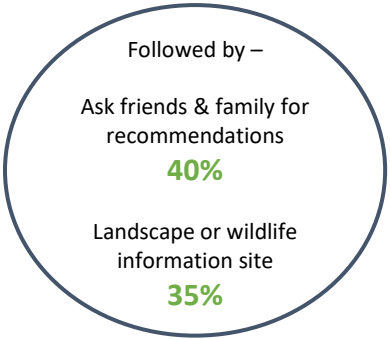 Followed by –
Ask friends & family for
recommendations
40%
Landscape or wildlife
information site
35%